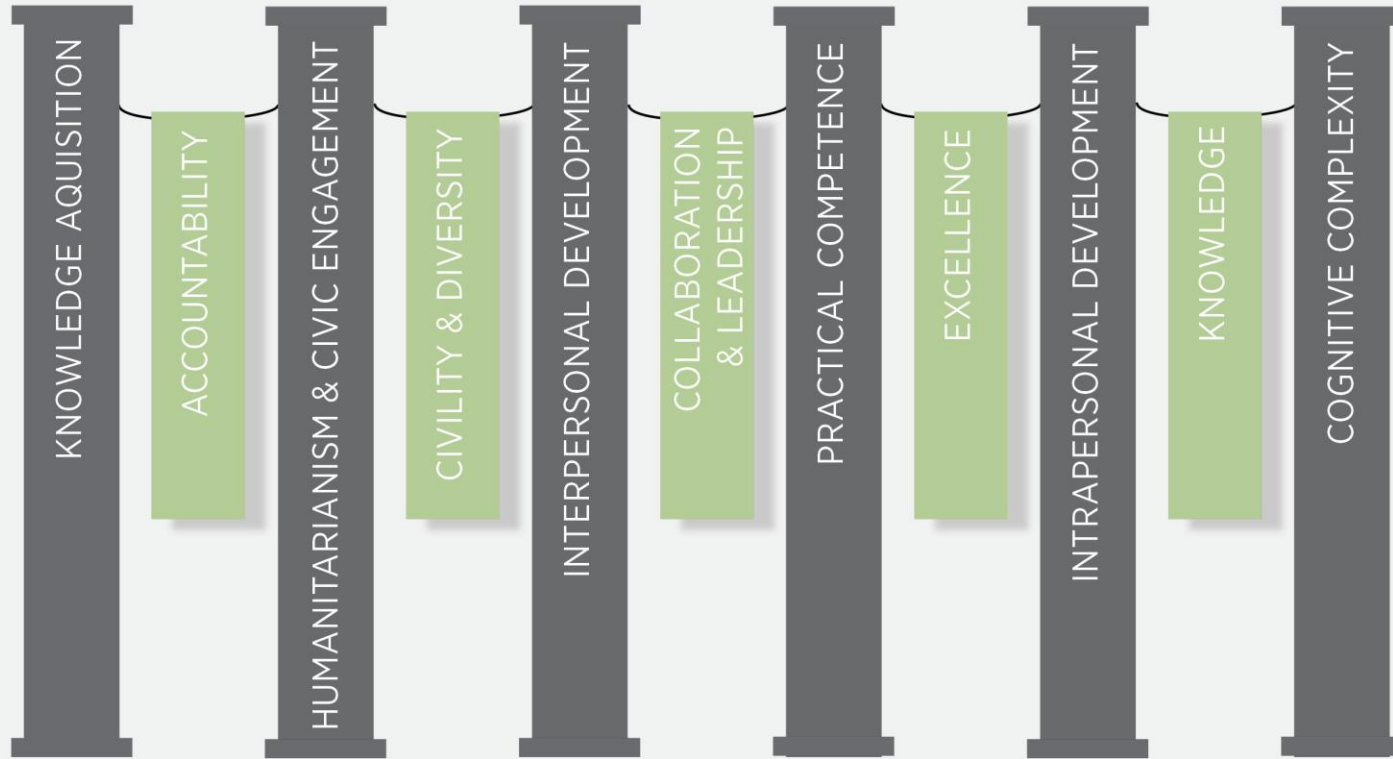 KNOWLEDGE AQUISITION
ACCOUNTABILITY
HUMANITARIANISM & CIVIC ENGAGEMENT
CIVILITY & DIVERSITY
INTERPERSONAL DEVELOPMENT
COLLABORATION
& LEADERSHIP
PRACTICAL COMPETENCE
EXCELLENCE
INTRAPERSONAL DEVELOPMENT
KNOWLEDGE
COGNITIVE COMPLEXITY